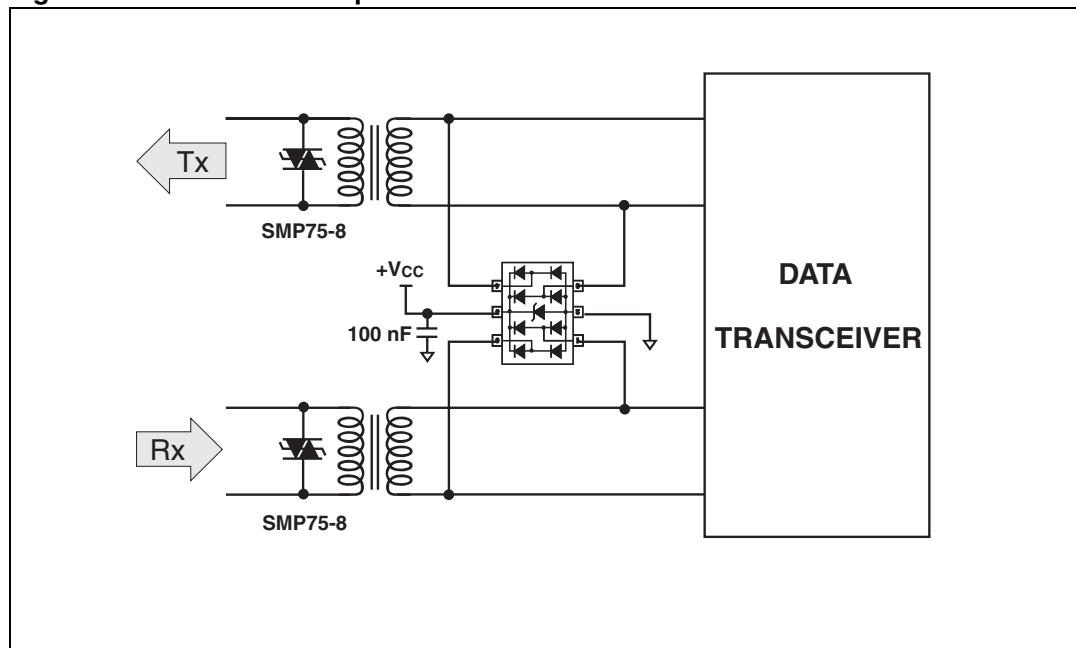 Tx
SMP75-8
+Vcc
100 nF
DATA
TRANSCEIVER
Rx
SMP75-8